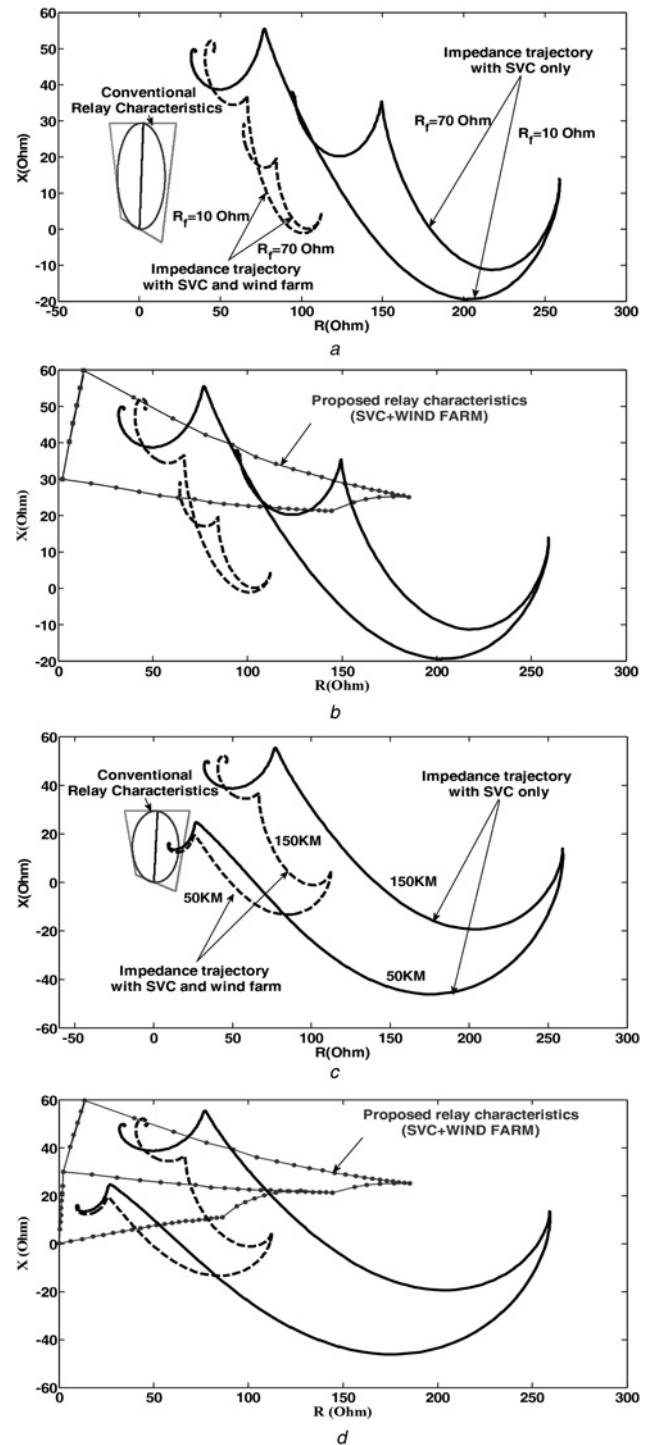 60
50
40
30
20
10
0
-10
-20
X(Ohm)
Conventional
Relay Characteristics
Impedance trajectory
with SVC only
Rf=70 Ohm
Rf=10 Ohm
Rf=10 Ohm
Rf=70 Ohm
Impedance trajectory
with SVC and wind farm
-50 0 50 100 150 200 250 300
R(Ohm)
a
60
50
40
30
20
10
0
-10
-20
X(Ohm)
Proposed relay characteristics
(SVC+WIND FARM)
0 50 100 150 200 250 300
R(Ohm)
b
60
40
20
0
-20
-40
-60
X(Ohm)
Conventional
Relay Characteristics
Impedance trajectory
with SVC only
150KM
150KM
50KM
50KM
Impedance trajectory
with SVC and wind farm
-50 0 50 100 150 200 250 300
R(Ohm)
c
60
40
20
0
-20
-40
-60
X (Ohm)
Proposed relay characteristics
(SVC+WIND FARM)
0 50 100 150 200 250 300
R (Ohm)
d